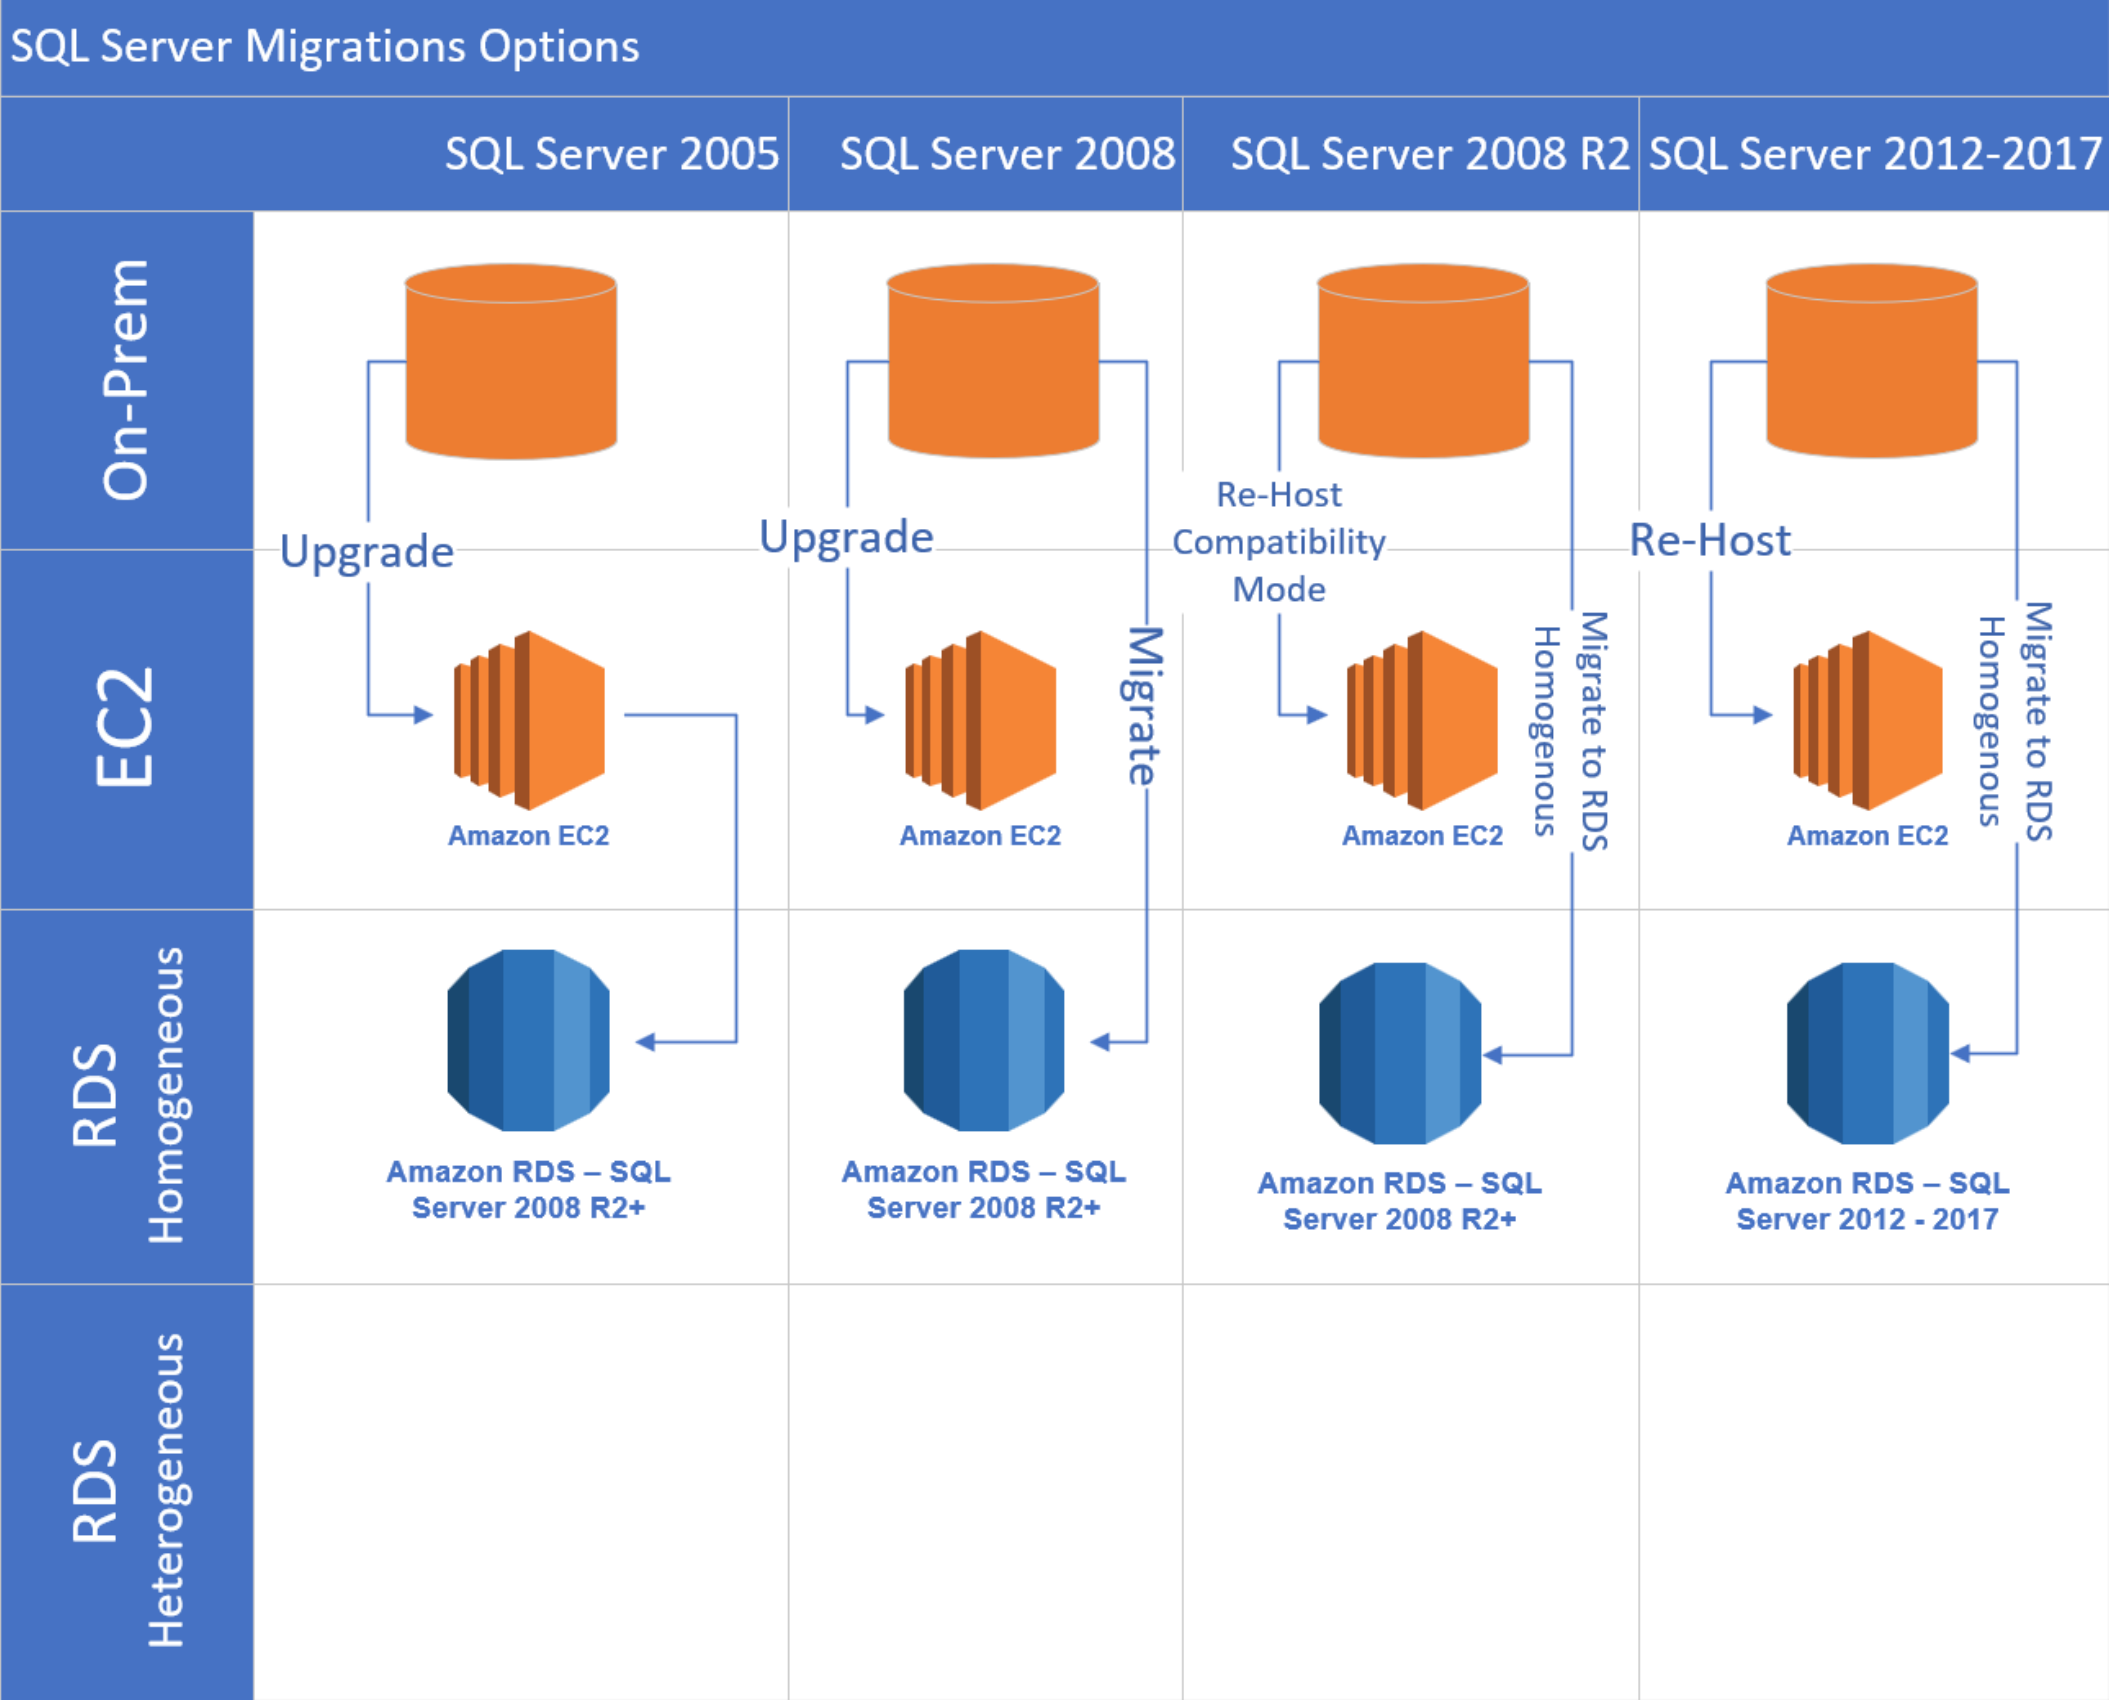 SQL Server Migrations Options
SQL Server 2005
SQL Server 2008
SQL Server 2008 R2
SQL Server 2012-2017
On-Prem
Upgrade
Upgrade
Re-Host
Compatibility
Mode
Re-Host
EC2
Amazon EC2
Amazon EC2
Migrate
Amazon EC2
Migrate to RDS
Homogenous
Amazon EC2
Migrate to RDS
Homogenous
RDS
Homogeneous
Amazon RDS – SQL
Server 2008 R2+
Amazon RDS – SQL
Server 2008 R2+
Amazon RDS – SQL
Server 2008 R2+
Amazon RDS – SQL
Server 2012 - 2017
RDS
Heterogeneous